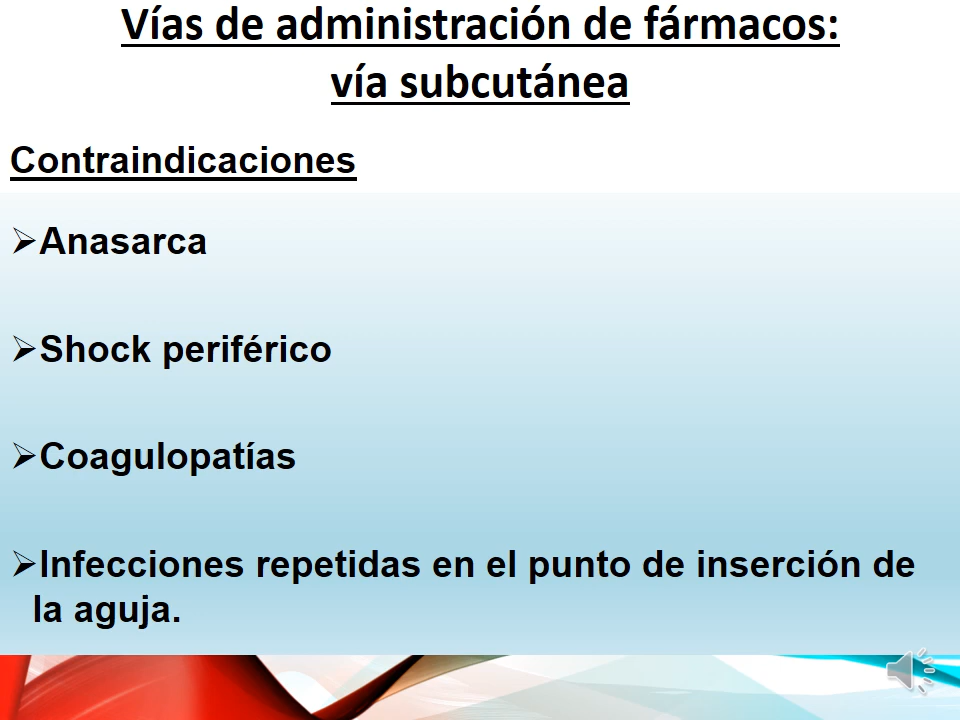 Vías de administración de fármacos:
vía subcutánea
Contraindicaciones
➢Anasarca
➢Shock periférico
➢Coagulopatías
➢Infecciones repetidas en el punto de inserción de
la aguja.